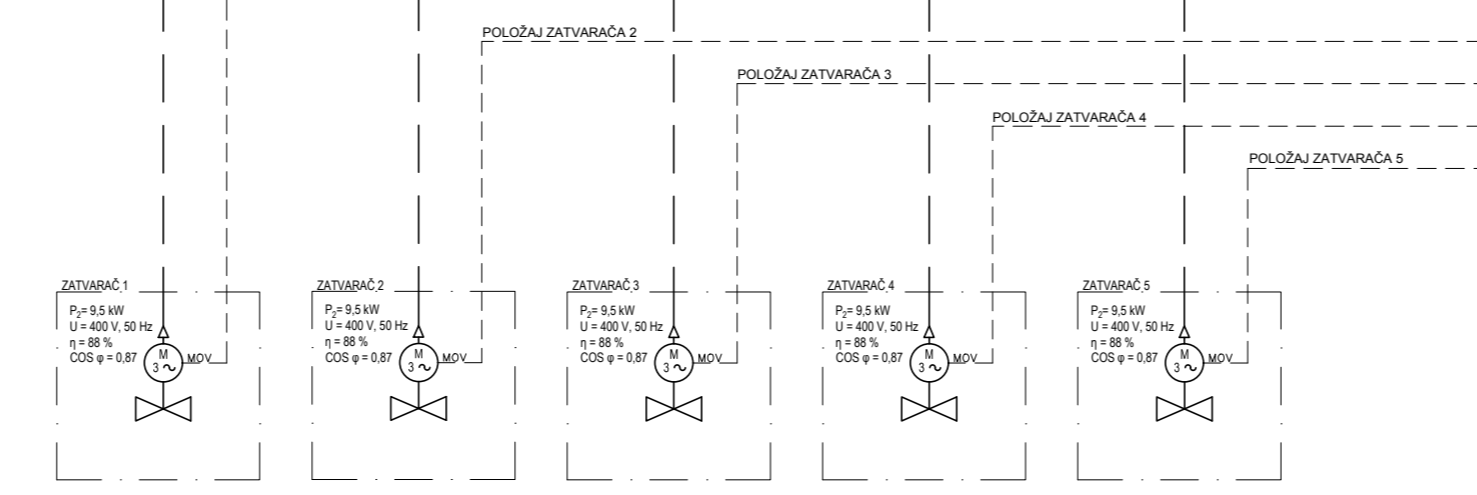 POLOŽAJ ZATVARAČA 2
POLOŽAJ ZATVARAČA 3
POLOŽAJ ZATVARAČA 4
POLOŽAJ ZATVARAČA 5
ZATVARAČ 1
P₂= 9,5 kW
U = 400 V, 50 Hz
η = 88 %
COS φ = 0,87
M
3 ~
MOV
ZATVARAČ 2
P₂= 9,5 kW
U = 400 V, 50 Hz
η = 88 %
COS φ = 0,87
M
3 ~
MOV
ZATVARAČ 3
P₂= 9,5 kW
U = 400 V, 50 Hz
η = 88 %
COS φ = 0,87
M
3 ~
MOV
ZATVARAČ 4
P₂= 9,5 kW
U = 400 V, 50 Hz
η = 88 %
COS φ = 0,87
M
3 ~
MOV
ZATVARAČ 5
P₂= 9,5 kW
U = 400 V, 50 Hz
η = 88 %
COS φ = 0,87
M
3 ~
MOV